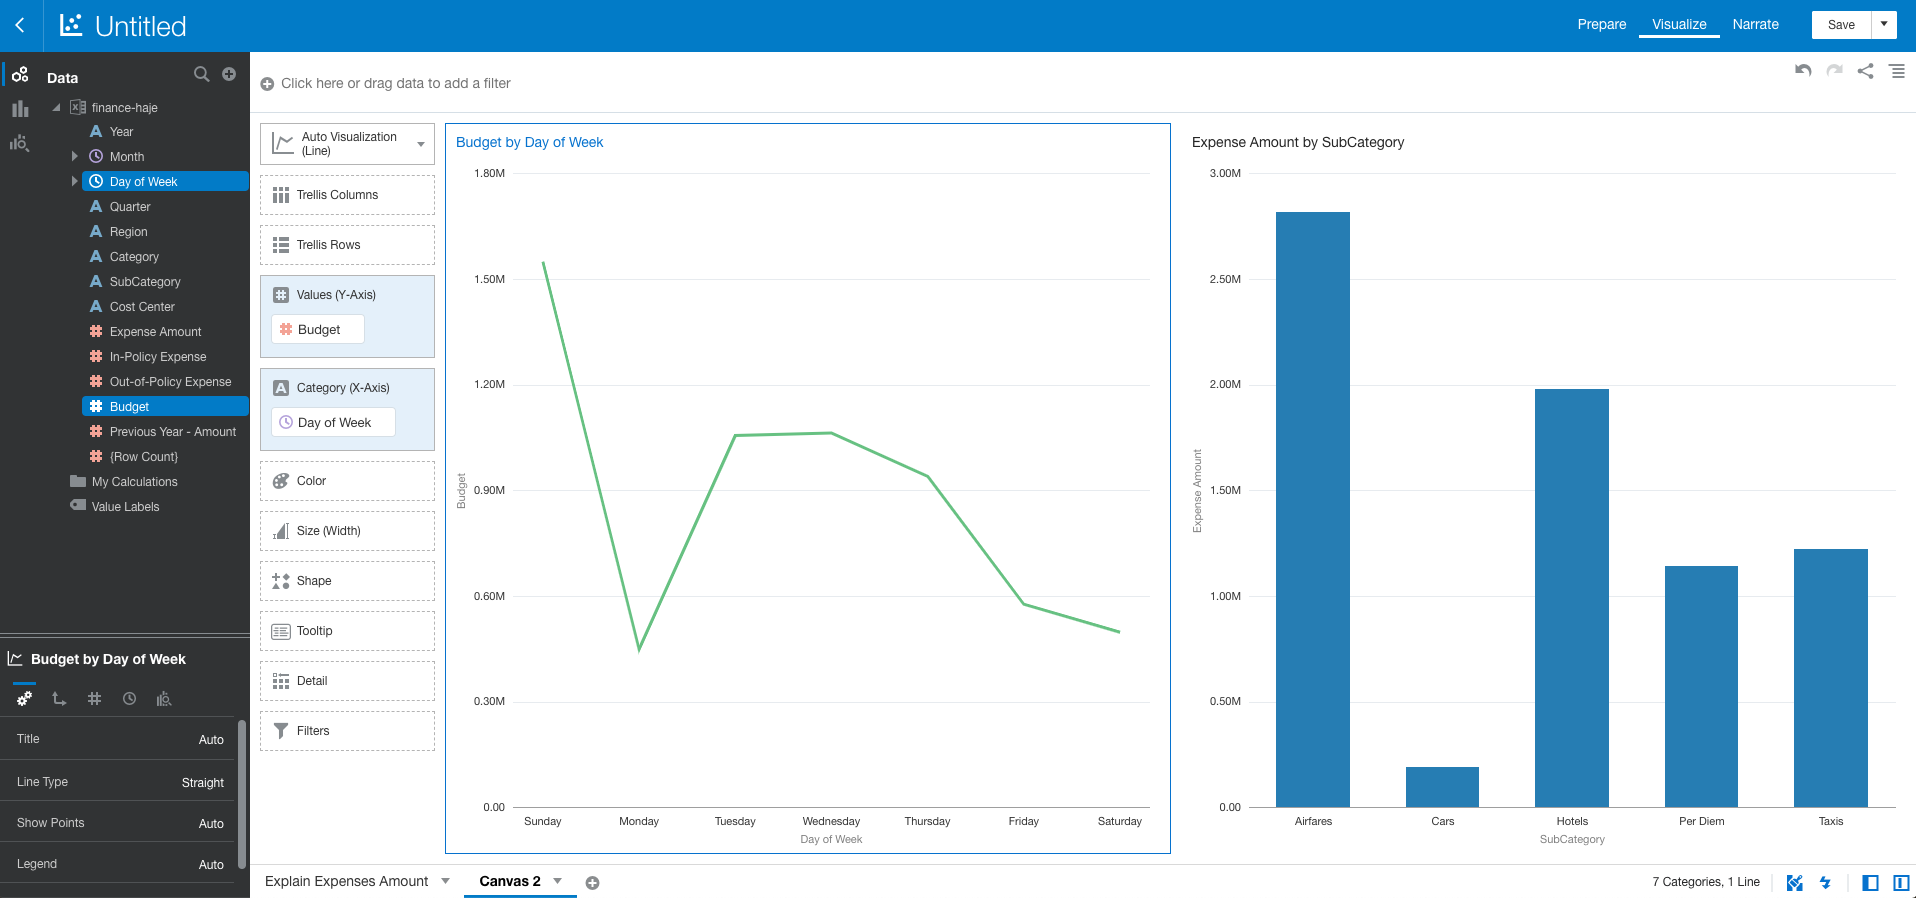 Untitled
Prepare
Visualize
Narrate
Save
Data
finance-haje
Year
Month
Day of Week
Quarter
Region
Category
SubCategory
Cost Center
Expense Amount
In-Policy Expense
Out-of-Policy Expense
Budget
Previous Year - Amount
{Row Count}
My Calculations
Value Labels
Budget by Day of Week
Title Auto
Line Type Straight
Show Points Auto
Legend Auto
Click here or drag data to add a filter
Auto Visualization
(Line)
Trellis Columns
Trellis Rows
Values (Y-Axis)
Budget
Category (X-Axis)
Day of Week
Color
Size (Width)
Shape
Tooltip
Detail
Filters
Budget by Day of Week
1.80M
1.50M
1.20M
0.90M
0.60M
0.30M
0.00
Budget
Sunday Monday Tuesday Wednesday Thursday Friday Saturday
Day of Week
Expense Amount by SubCategory
3.00M
2.50M
2.00M
1.50M
1.00M
0.50M
0.00
Expense Amount
Airfares Cars Hotels Per Diem Taxis
SubCategory
Explain Expenses Amount
Canvas 2
7 Categories, 1 Line